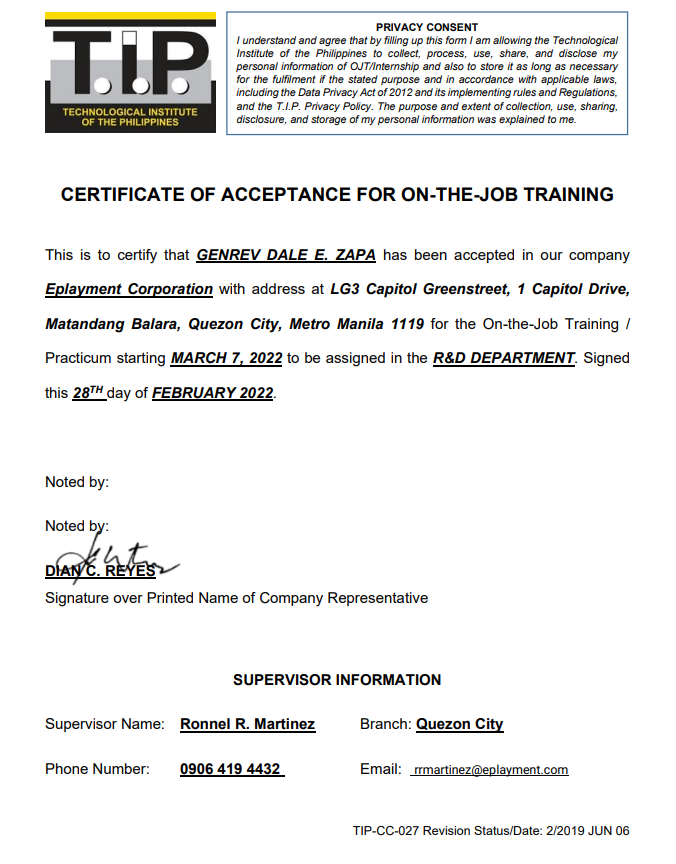 T.I.P.
TECHNOLOGICAL INSTITUTE
OF THE PHILIPPINES
PRIVACY CONSENT
I understand and agree that by filling up this form I am allowing the Technological
Institute of the Philippines to collect, process, use, share, and disclose my
personal information of OJT/Internship and also to store it as long as necessary
for the fulfilment if the stated purpose and in accordance with applicable laws,
including the Data Privacy Act of 2012 and its implementing rules and Regulations,
and the T.I.P. Privacy Policy. The purpose and extent of collection, use, sharing,
disclosure, and storage of my personal information was explained to me.
CERTIFICATE OF ACCEPTANCE FOR ON-THE-JOB TRAINING
This is to certify that GENREV DALE E. ZAPA has been accepted in our company
Eplayment Corporation with address at LG3 Capitol Greenstreet, 1 Capitol Drive,
Matandang Balara, Quezon City, Metro Manila 1119 for the On-the-Job Training /
Practicum starting MARCH 7, 2022 to be assigned in the R&D DEPARTMENT. Signed
this 28TH day of FEBRUARY 2022.
Noted by:
Noted by:
DIAN C. REYES
Signature over Printed Name of Company Representative
SUPERVISOR INFORMATION
Supervisor Name: Ronnel R. Martinez Branch: Quezon City
Phone Number: 0906 419 4432 Email: rrmartinez@eplayment.com
TIP-CC-027 Revision Status/Date: 2/2019 JUN 06